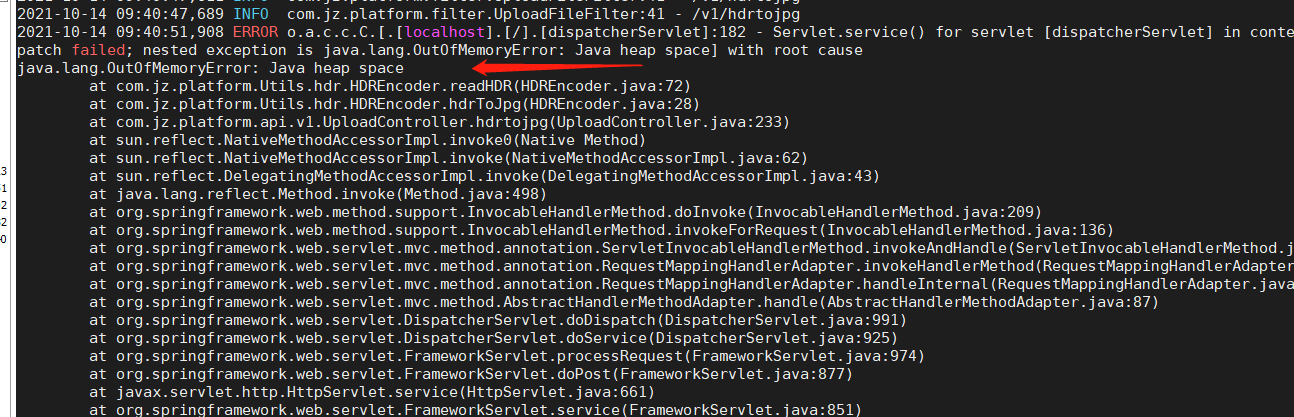 2021-10-14 09:40:47,689 INFO  com.jz.platform.filter.UploadFileFilter:41 - /v1/hdrtojpg
2021-10-14 09:40:51,908 ERROR o.a.c.c.C.[.[localhost].[/].[dispatcherServlet]:182 - Servlet.service() for servlet [dispatcherServlet] in conte
patch failed; nested exception is java.lang.OutOfMemoryError: Java heap space] with root cause
java.lang.OutOfMemoryError: Java heap space
at com.jz.platform.Utils.hdr.HDREncoder.readHDR(HDREncoder.java:72)
at com.jz.platform.Utils.hdr.HDREncoder.hdrToJpg(HDREncoder.java:28)
at com.jz.platform.api.v1.UploadController.hdrtojpg(UploadController.java:233)
at sun.reflect.NativeMethodAccessorImpl.invoke0(Native Method)
at sun.reflect.NativeMethodAccessorImpl.invoke(NativeMethodAccessorImpl.java:62)
at sun.reflect.DelegatingMethodAccessorImpl.invoke(DelegatingMethodAccessorImpl.java:43)
at java.lang.reflect.Method.invoke(Method.java:498)
at org.springframework.web.method.support.InvocableHandlerMethod.doInvoke(InvocableHandlerMethod.java:209)
at org.springframework.web.method.support.InvocableHandlerMethod.invokeForRequest(InvocableHandlerMethod.java:136)
at org.springframework.web.servlet.mvc.method.annotation.ServletInvocableHandlerMethod.invokeAndHandle(ServletInvocableHandlerMethod.j
at org.springframework.web.servlet.mvc.method.annotation.RequestMappingHandlerAdapter.invokeHandlerMethod(RequestMappingHandlerAdapter
at org.springframework.web.servlet.mvc.method.annotation.RequestMappingHandlerAdapter.handleInternal(RequestMappingHandlerAdapter.java
at org.springframework.web.servlet.mvc.method.AbstractHandlerMethodAdapter.handle(AbstractHandlerMethodAdapter.java:87)
at org.springframework.web.servlet.DispatcherServlet.doDispatch(DispatcherServlet.java:991)
at org.springframework.web.servlet.DispatcherServlet.doService(DispatcherServlet.java:925)
at org.springframework.web.servlet.FrameworkServlet.processRequest(FrameworkServlet.java:974)
at org.springframework.web.servlet.FrameworkServlet.doPost(FrameworkServlet.java:877)
at javax.servlet.http.HttpServlet.service(HttpServlet.java:661)
at org.springframework.web.servlet.FrameworkServlet.service(FrameworkServlet.java:851)